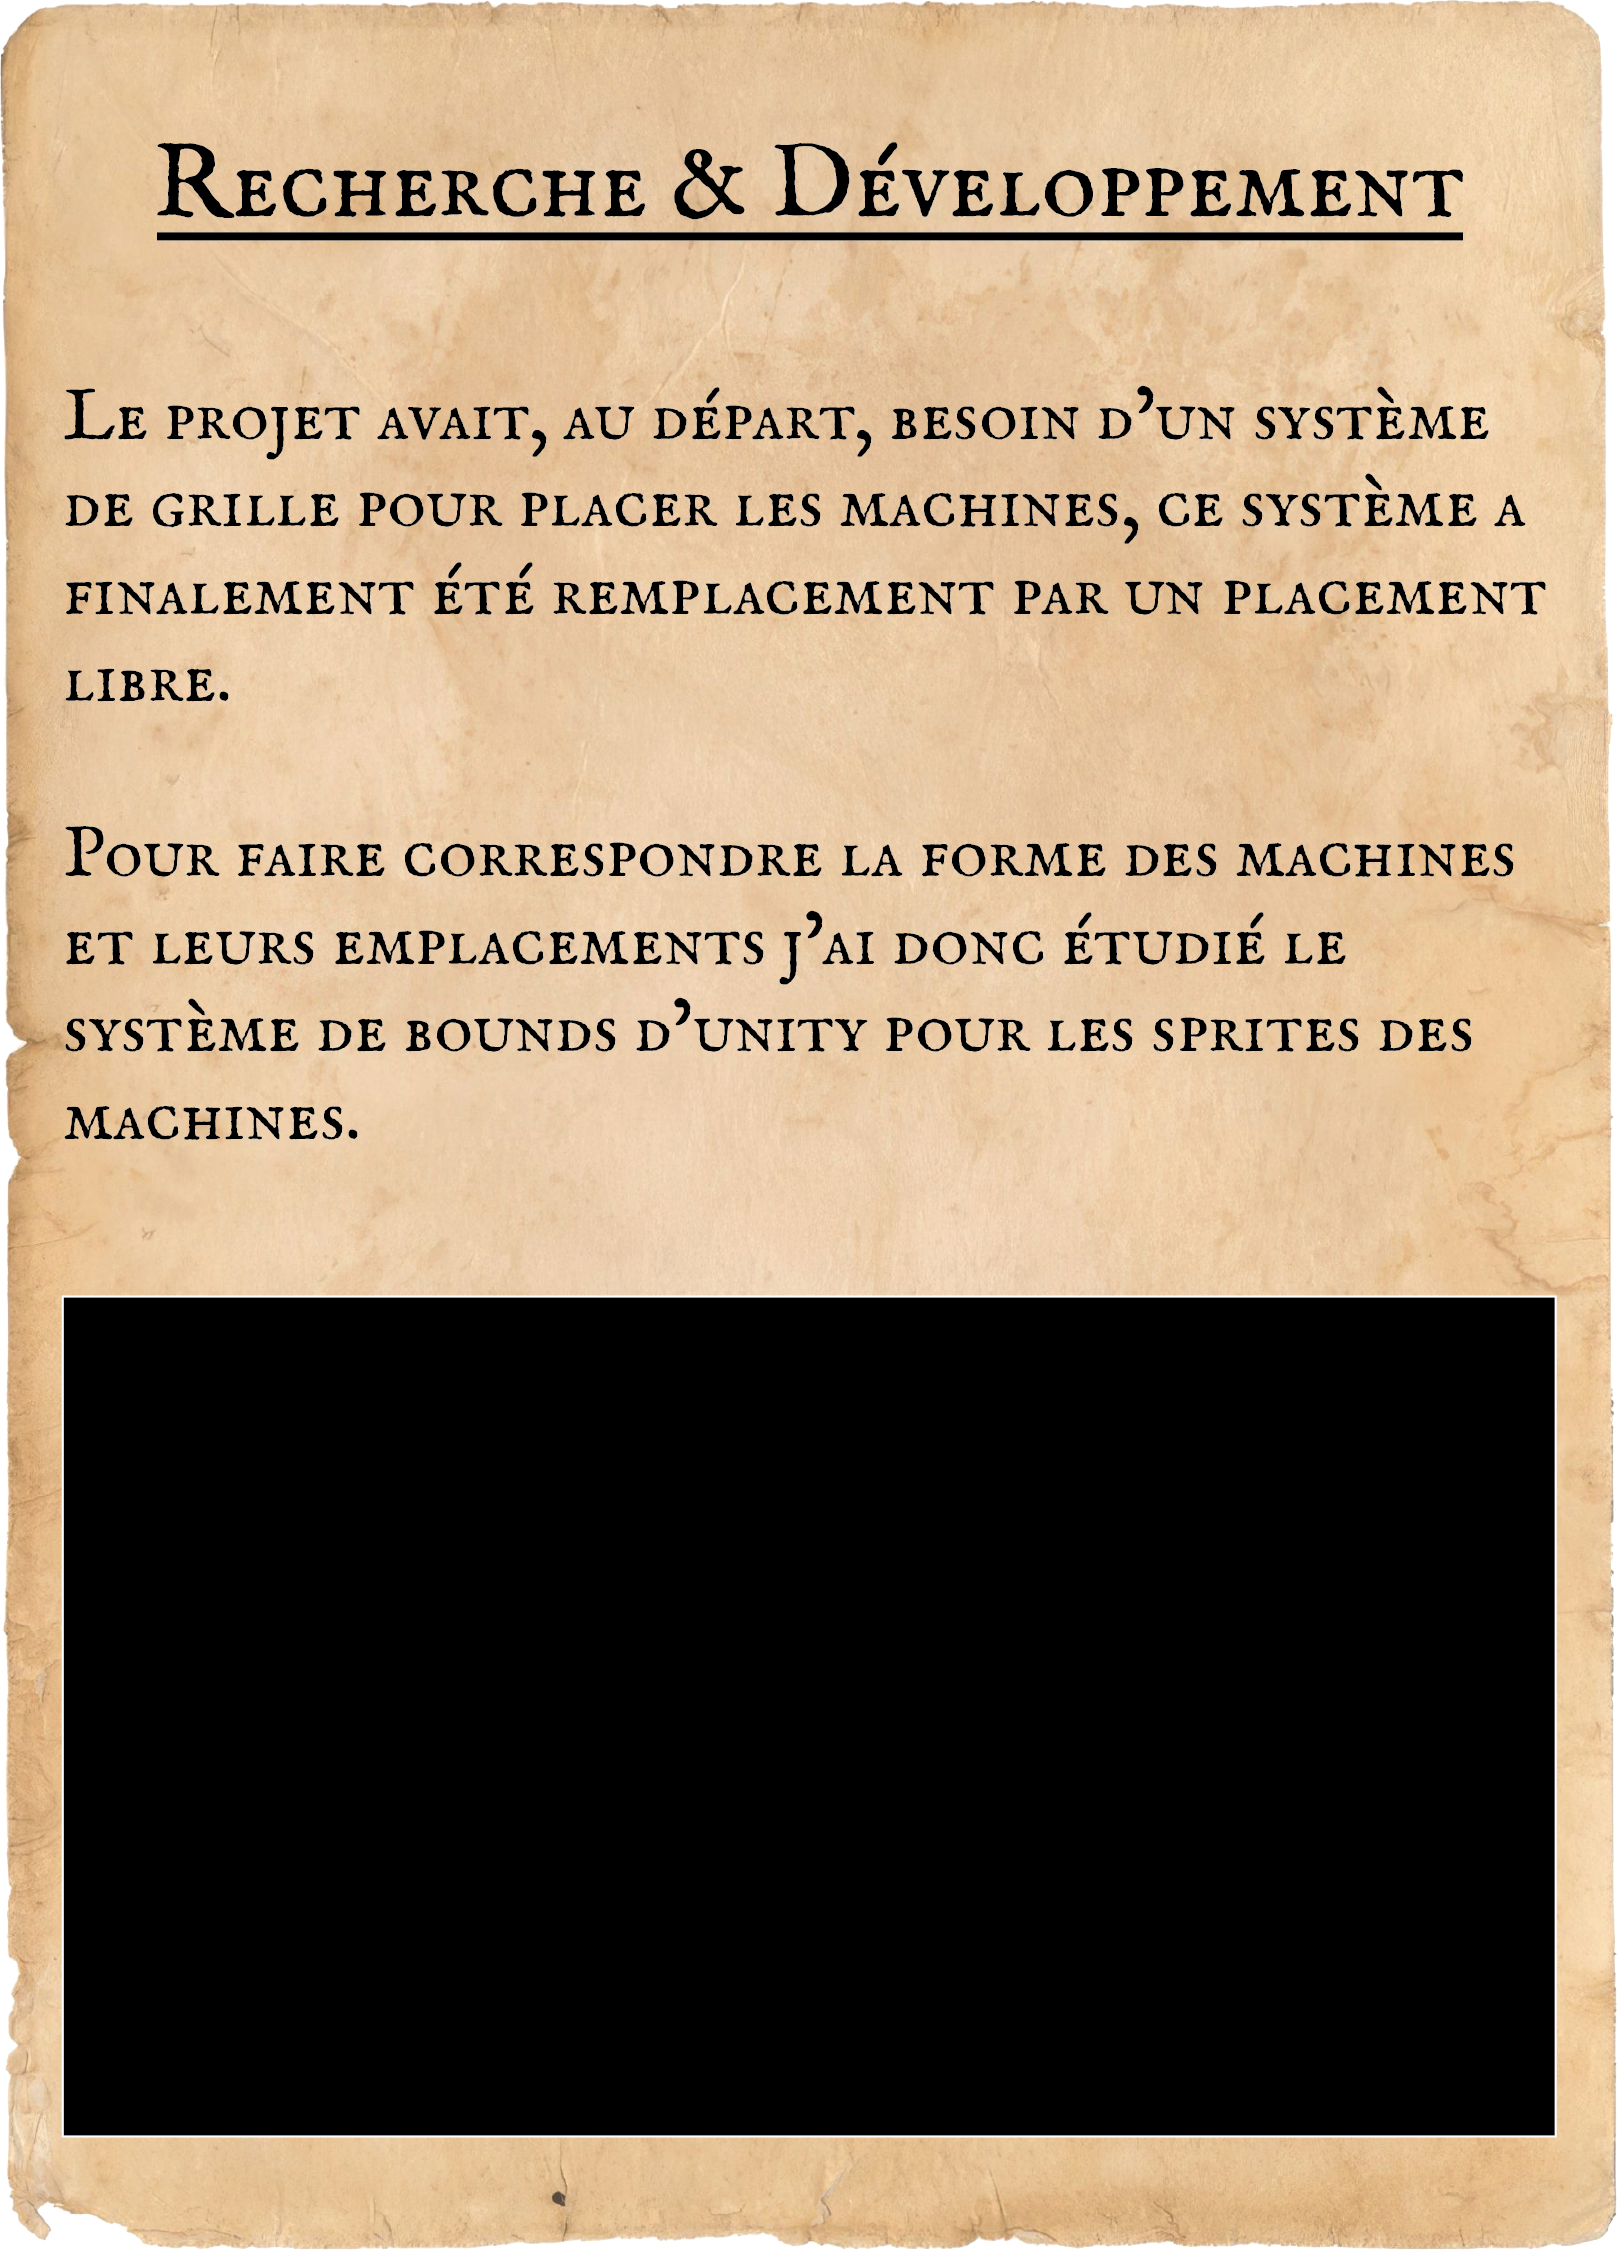 Recherche & Développement
Le projet avait, au départ, besoin d’un système
de grille pour placer les machines, ce système a
finalement été remplacement par un placement
libre.
Pour faire correspondre la forme des machines
et leurs emplacements j’ai donc étudié le
système de bounds d’unity pour les sprites des
machines.